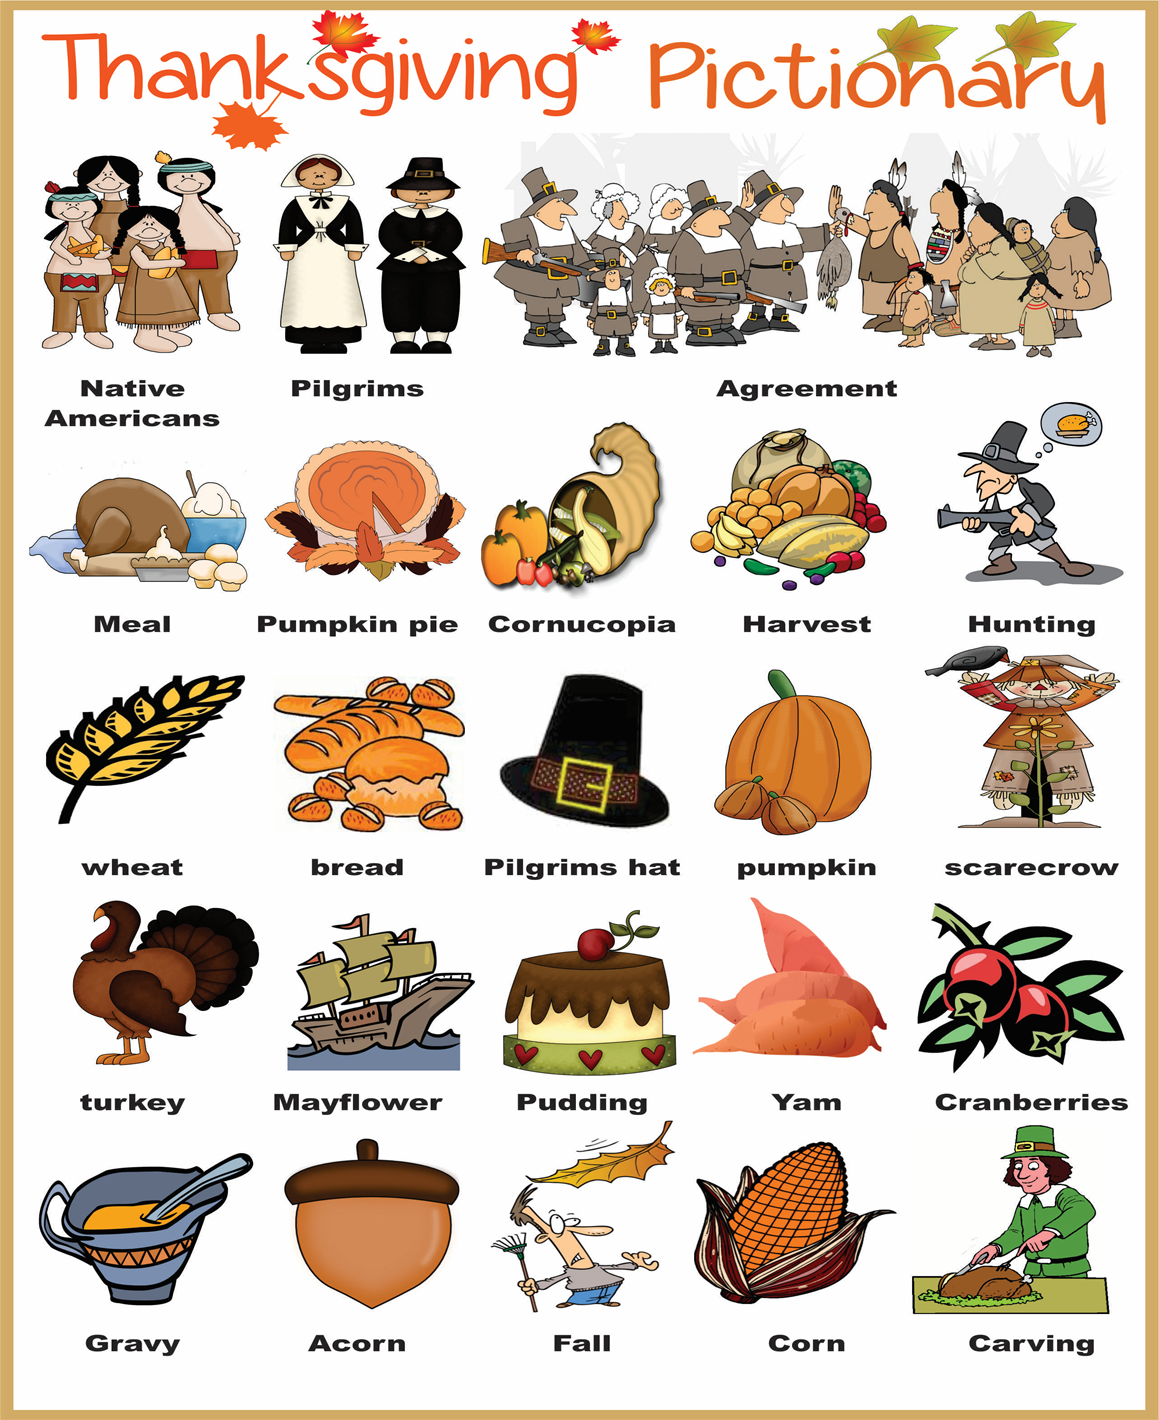 Thanksgiving Pictionary
Native
Americans
Pilgrims
Agreement
Meal
Pumpkin pie
Cornucopia
Harvest
Hunting
wheat
bread
Pilgrims hat
pumpkin
scarecrow
turkey
Mayflower
Pudding
Yam
Cranberries
Gravy
Acorn
Fall
Corn
Carving